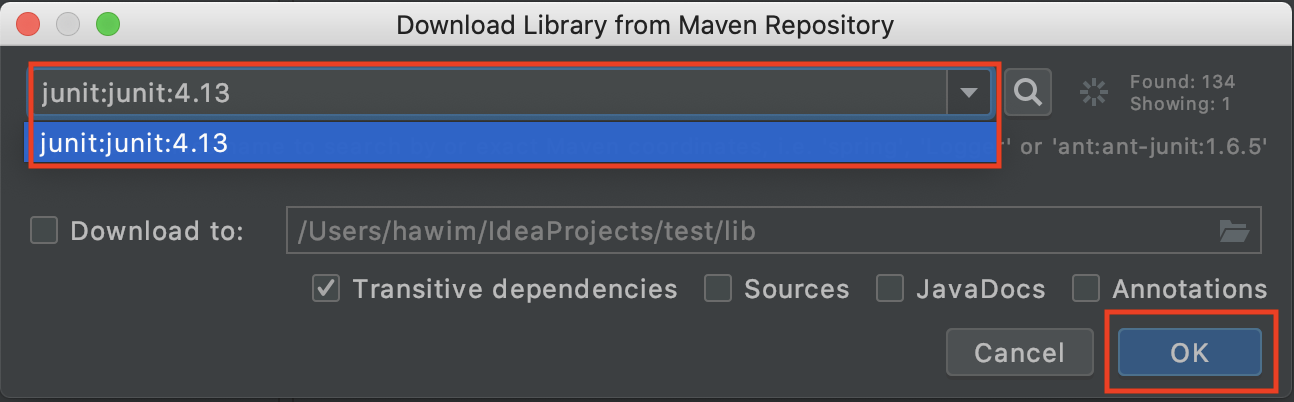 Download Library from Maven Repository
junit:junit:4.13
Found: 134
Showing: 1
junit:junit:4.13
' or 'ant:ant-junit:1.6.5'
Download to:
/Users/hawim/IdeaProjects/test/lib
Transitive dependencies Sources JavaDocs Annotations
Cancel OK